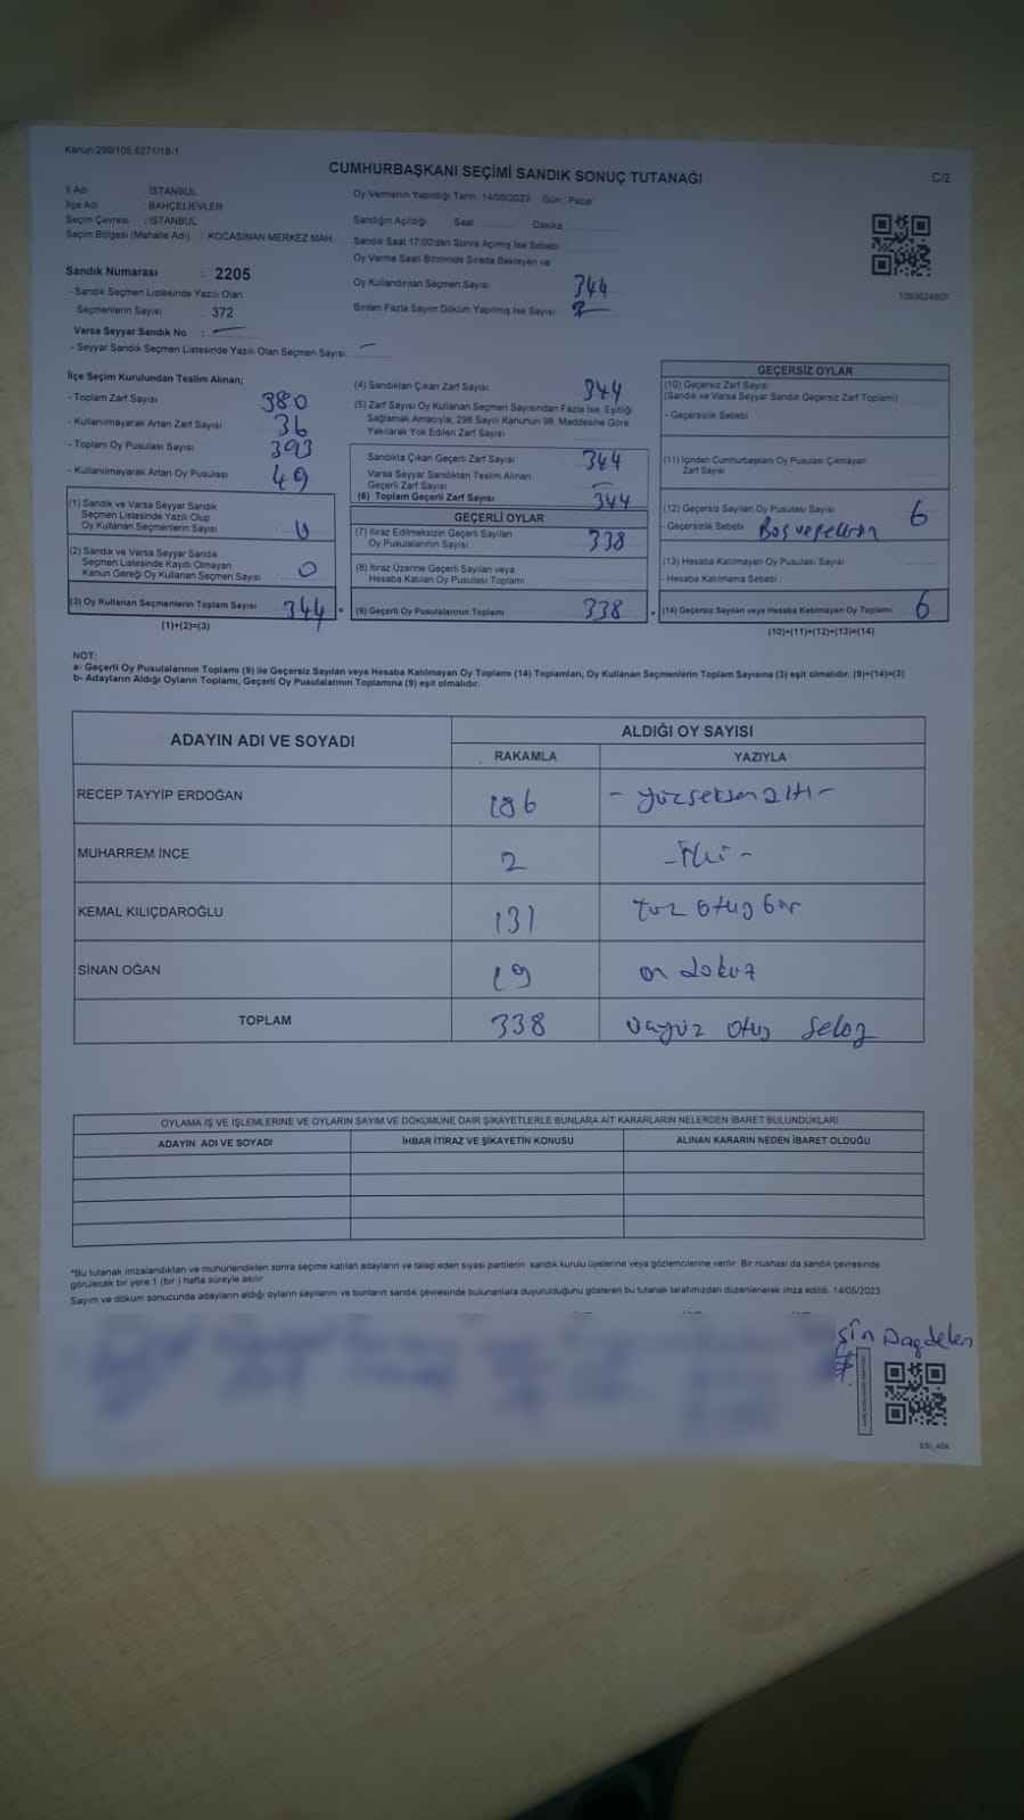 Kanun:298/105,6271/18-1
CUMHURBAŞKANI SEÇİMİ SANDIK SONUÇ TUTANAĞI
C/2
İl Adı : İSTANBUL
İlçe Adı : BAHÇELİEVLER
Seçim Çevresi : İSTANBUL
Seçim Bölgesi (Mahalle Adı) : KOCASİNAN MERKEZ MAH.
Sandık Numarası : 2205
- Sandık Seçmen Listesinde Yazılı Olan
Seçmenlerin Sayısı 372
Varsa Seyyar Sandık No : —
- Seyyar Sandık Seçmen Listesinde Yazılı Olan Seçmen Sayısı —
Oy Vermenin Yapıldığı Tarih: 14/05/2023 Gün: Pazar
Sandığın Açıldığı Saat Dakika
Sandık Saat 17:00'dan Sonra Açılmış İse Sebebi
Oy Verme Saati Bitiminde Sırada Bekleyen ve
Oy Kullandırılan Seçmen Sayısı 344
Birden Fazla Sayım Döküm Yapılmış İse Sayısı
İlçe Seçim Kurulundan Teslim Alınan;
- Toplam Zarf Sayısı 380
- Kullanılmayarak Artan Zarf Sayısı 36
- Toplam Oy Pusulası Sayısı 393
- Kullanılmayarak Artan Oy Pusulası 49
(1) Sandık ve Varsa Seyyar Sandık
Seçmen Listesinde Yazılı Olup
Oy Kullanan Seçmenlerin Sayısı
(2) Sandık ve Varsa Seyyar Sandık
Seçmen Listesinde Kayıtlı Olmayan
Kanun Gereği Oy Kullanan Seçmen Sayısı 0
(3) Oy Kullanan Seçmenlerin Toplam Sayısı 344
(1)+(2)=(3)
(4) Sandıktan Çıkan Zarf Sayısı 344
(5) Zarf Sayısı Oy Kullanan Seçmen Sayısından Fazla İse, Eşitliği
Sağlamak Amacıyla, 298 Sayılı Kanunun 98. Maddesine Göre
Yakılarak Yok Edilen Zarf Sayısı
Sandıkta Çıkan Geçerli Zarf Sayısı 344
Varsa Seyyar Sandıktan Teslim Alınan
Geçerli Zarf Sayısı —
(6) Toplam Geçerli Zarf Sayısı 344
GEÇERLİ OYLAR
(7) İtiraz Edilmeksizin Geçerli Sayılan
Oy Pusulalarının Sayısı 338
(8) İtiraz Üzerine Geçerli Sayılan veya
Hesaba Katılan Oy Pusulası Toplamı
(9) Geçerli Oy Pusulalarının Toplamı 338
GEÇERSİZ OYLAR
(10) Geçersiz Zarf Sayısı
(Sandık ve Varsa Seyyar Sandık Geçersiz Zarf Toplamı)
- Geçersizlik Sebebi
(11) İçinden Cumhurbaşkanı Oy Pusulası Çıkmayan
Zarf Sayısı
(12) Geçersiz Sayılan Oy Pusulası Sayısı 6
- Geçersizlik Sebebi Boş
(13) Hesaba Katılmayan Oy Pusulası Sayısı
- Hesaba Katılmama Sebebi
(14) Geçersiz Sayılan veya Hesaba Katılmayan Oy Toplamı 6
(10)+(11)+(12)+(13)=(14)
NOT:
a- Geçerli Oy Pusulalarının Toplamı (9) ile Geçersiz Sayılan veya Hesaba Katılmayan Oy Toplamı (14) Toplamları, Oy Kullanan Seçmenlerin Toplam Sayısına (3) eşit olmalıdır. (9)+(14)=(3)
b- Adayların Aldığı Oyların Toplamı, Geçerli Oy Pusulalarının Toplamına (9) eşit olmalıdır.
ADAYIN ADI VE SOYADI ALDIĞI OY SAYISI
RAKAMLA YAZIYLA
RECEP TAYYİP ERDOĞAN 186 - yüzseksen altı -
MUHARREM İNCE 2 - İki -
KEMAL KILIÇDAROĞLU 131 yüz otuz bir
SİNAN OĞAN 19 on dokuz
TOPLAM 338 üçyüz otuz sekiz
OYLAMA İŞ VE İŞLEMLERİNE VE OYLARIN SAYIM VE DÖKÜMÜNE DAİR ŞİKAYETLERLE BUNLARA AİT KARARLARIN NELERDEN İBARET BULUNDUKLARI
ADAYIN ADI VE SOYADI İHBAR İTİRAZ VE ŞİKAYETİN KONUSU ALINAN KARARIN NEDEN İBARET OLDUĞU
"Bu tutanak imzalandıktan ve mühürlendikten sonra seçime katılan adayların ve talep eden siyasi partilerin sandık kurulu üyelerine veya gözlemcilerine verilir. Bir nüshası da sandık çevresinde
görülecek bir yere 1 (bir) hafta süreyle asılır
Sayım ve döküm sonucunda adayların aldığı oyların sayılarını ve bunların sandık çevresinde bulunanlara duyurulduğunu gösteren bu tutanak tarafımızdan düzenlenerek imza edildi. 14/05/2023
şin Dağdelen